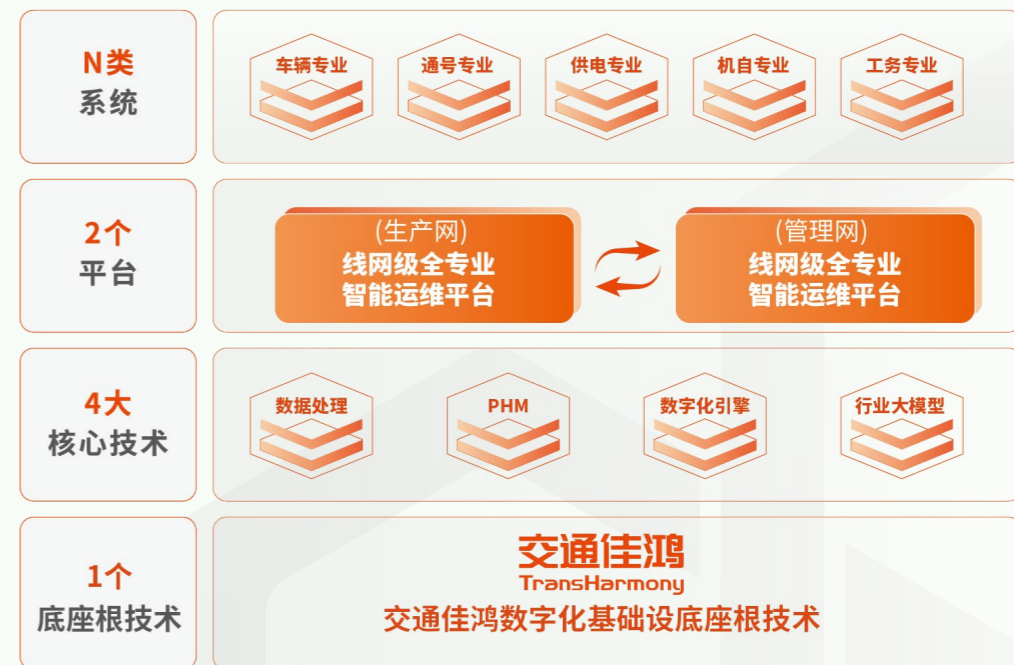 N类
系统
车辆专业
通号专业
供电专业
机自专业
工务专业
2个
平台
(生产网)
线网级全专业
智能运维平台
(管理网)
线网级全专业
智能运维平台
4大
核心技术
数据处理
PHM
数字化引擎
行业大模型
1个
底座根技术
交通佳鸿
TransHarmony
交通佳鸿数字化基础设底座根技术